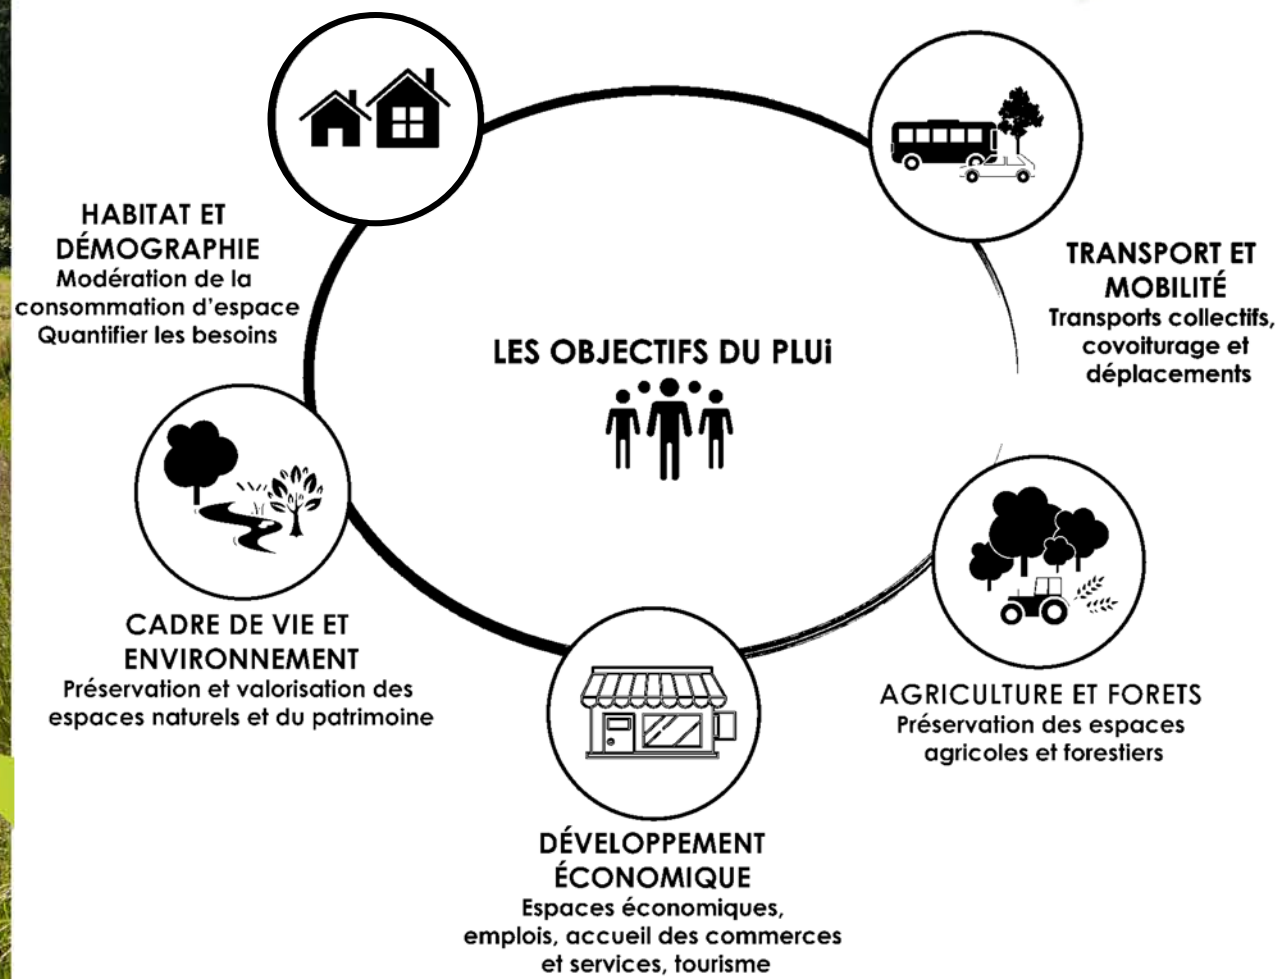 HABITAT ET
DÉMOGRAPHIE
Modération de la
consommation d'espace
Quantifier les besoins
TRANSPORT ET
MOBILITÉ
Transports collectifs,
covoiturage et
déplacements
LES OBJECTIFS DU PLUi
CADRE DE VIE ET
ENVIRONNEMENT
Préservation et valorisation des
espaces naturels et du patrimoine
AGRICULTURE ET FORETS
Préservation des espaces
agricoles et forestiers
DÉVELOPPEMENT
ÉCONOMIQUE
Espaces économiques,
emplois, accueil des commerces
et services, tourisme